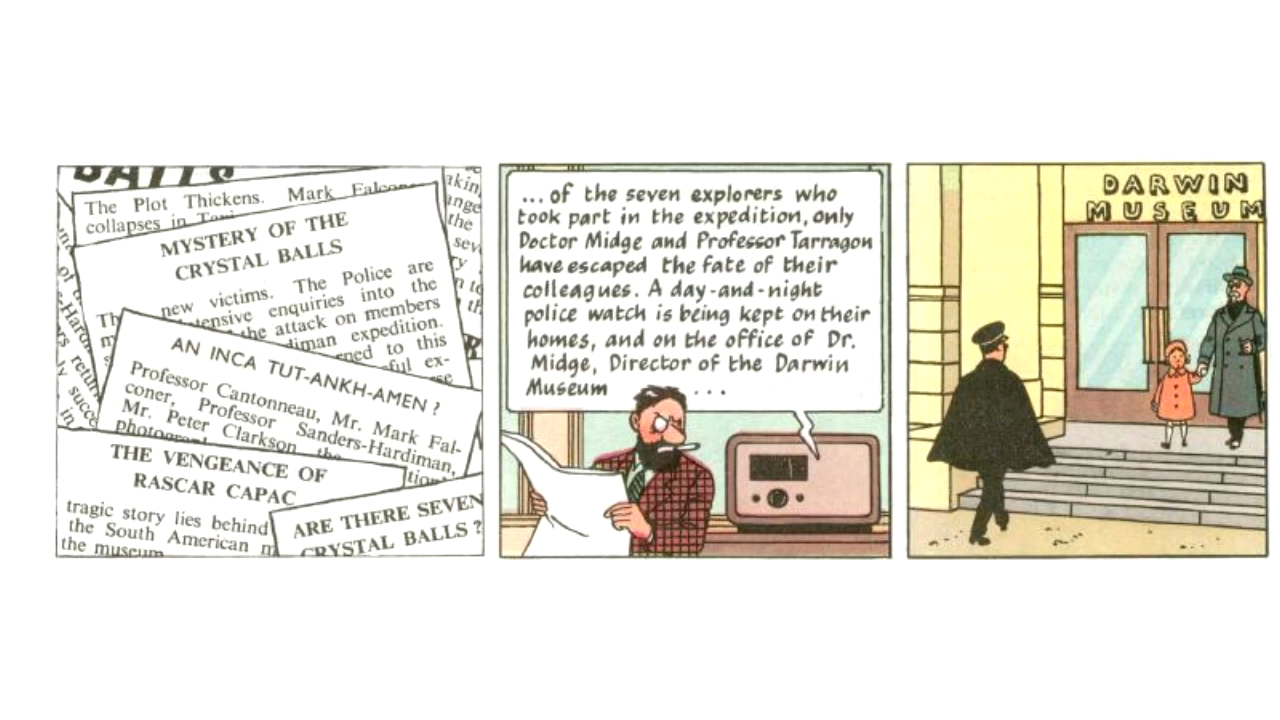 BALLS
The Plot Thickens. Mark Falcone
collapses in
MYSTERY OF THE
CRYSTAL BALLS
new victims. The Police are
enquiries into the
the attack on members
expedition.
to this
AN INCA TUT-ANKH-AMEN ?
Professor Cantonneau, Mr. Mark Fal-
coner, Professor Sanders-Hardiman,
Mr. Peter Clarkson the
THE VENGEANCE OF
RASCAR CAPAC
tragic story lies behind
the South American m
the museum
ARE THERE SEVEN
CRYSTAL BALLS ?
... of the seven explorers who
took part in the expedition, only
Doctor Midge and Professor Tarragon
have escaped the fate of their
colleagues. A day-and-night
police watch is being kept on their
homes, and on the office of Dr.
Midge, Director of the Darwin
Museum ...
DARWIN
MUSEUM